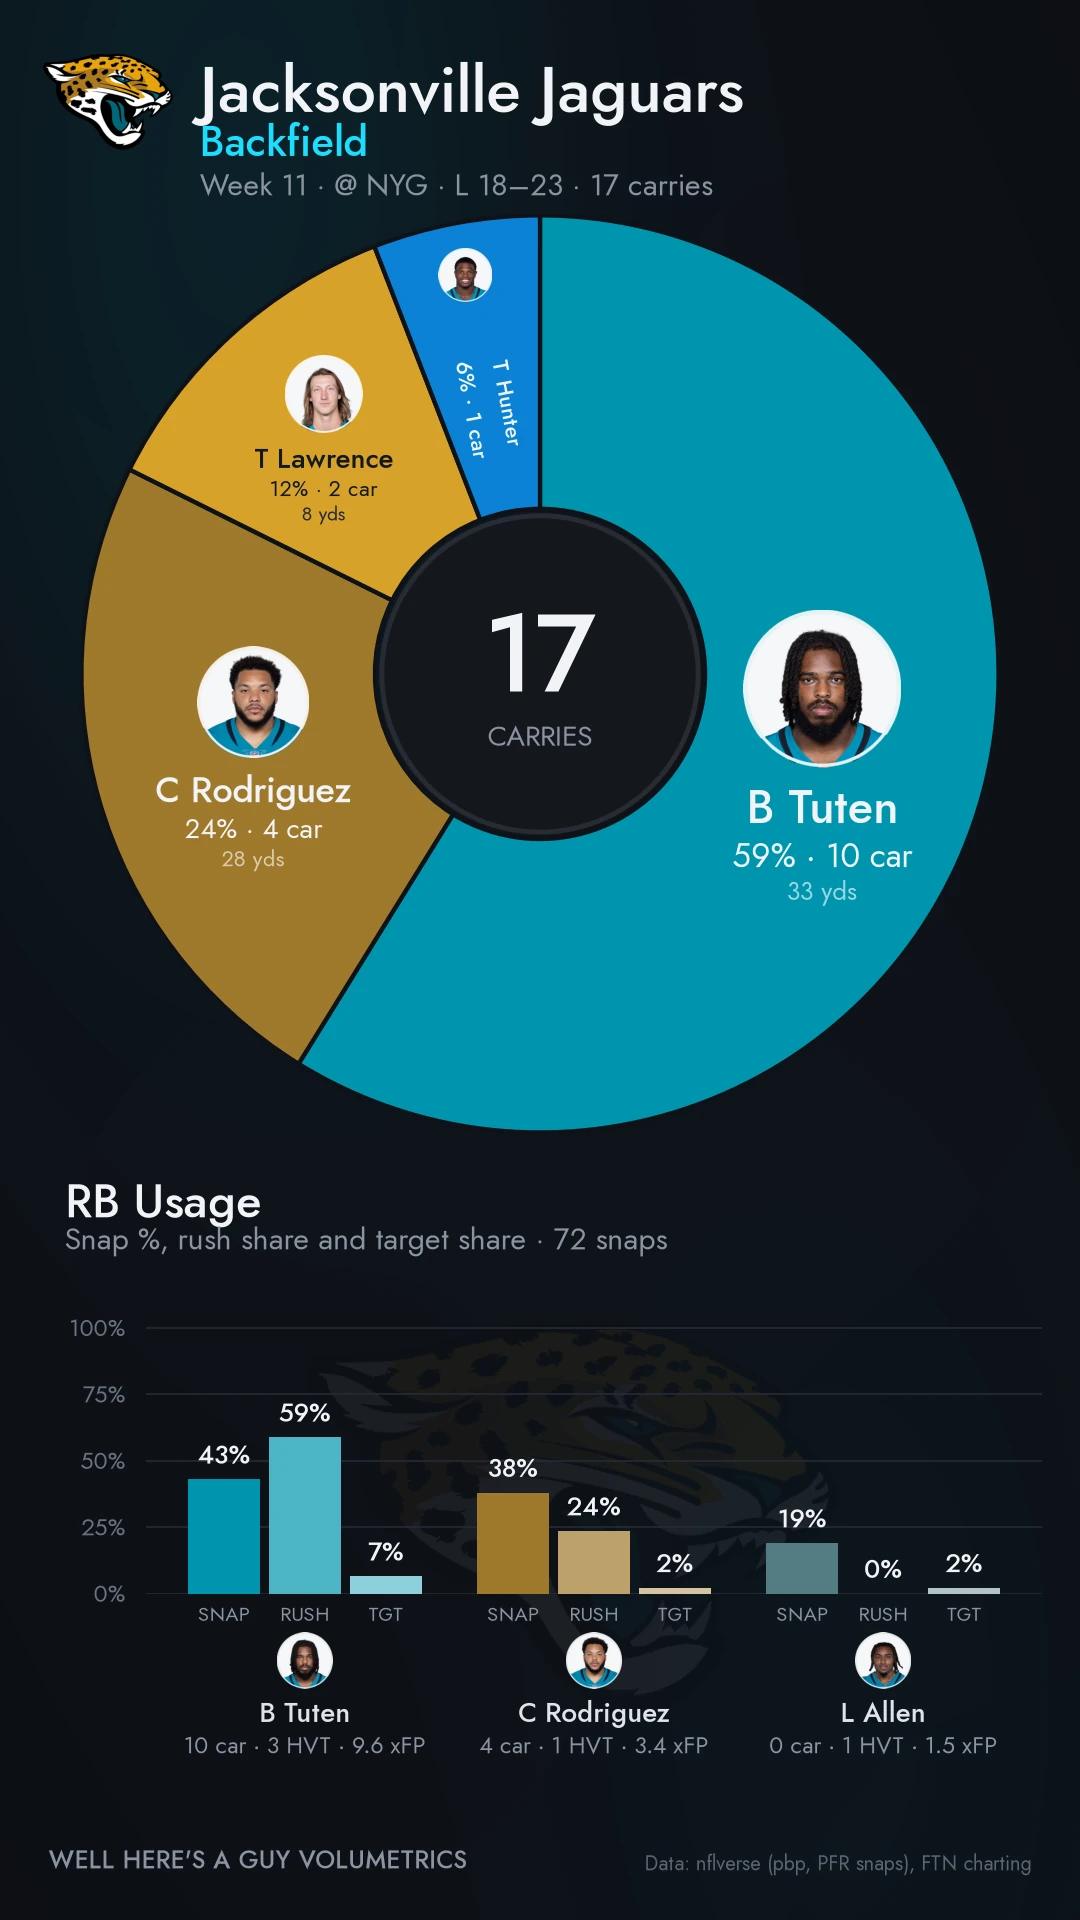 Jacksonville Jaguars
Backfield
Week 11 · @ NYG · L 18–23 · 17 carries
T Hunter
6% · 1 car
T Lawrence
12% · 2 car
8 yds
17
CARRIES
C Rodriguez
24% · 4 car
28 yds
B Tuten
59% · 10 car
33 yds
RB Usage
Snap %, rush share and target share · 72 snaps
100%
75%
50%
25%
0%
43%
59%
7%
38%
24%
2%
19%
0%
2%
SNAP RUSH TGT SNAP RUSH TGT SNAP RUSH TGT
B Tuten
10 car · 3 HVT · 9.6 xFP
C Rodriguez
4 car · 1 HVT · 3.4 xFP
L Allen
0 car · 1 HVT · 1.5 xFP
WELL HERE'S A GUY VOLUMETRICS
Data: nflverse (pbp, PFR snaps), FTN charting